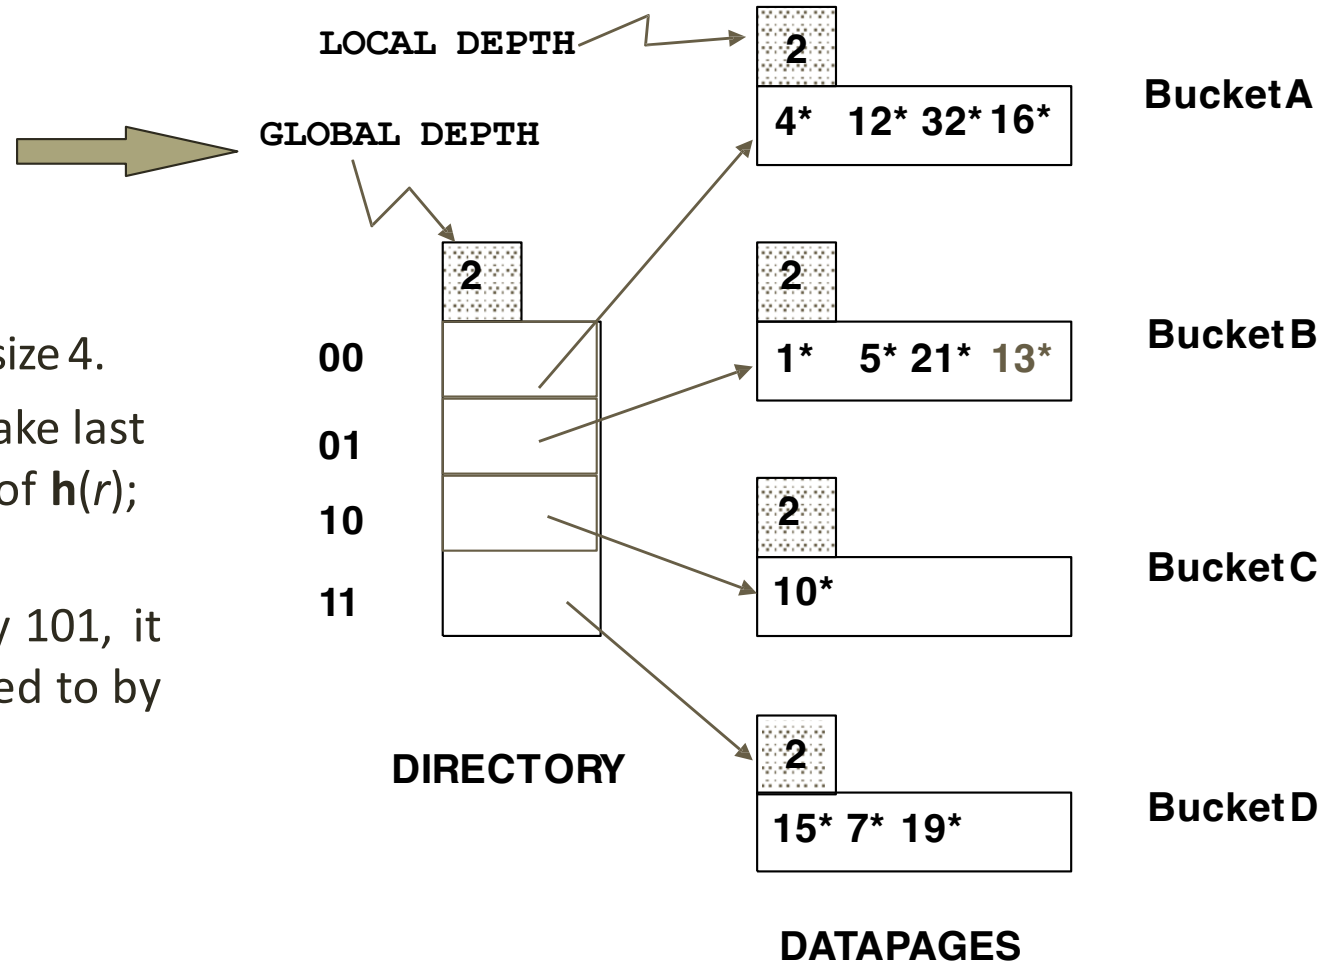 LOCAL DEPTH
2
Bucket A
4* 12* 32* 16*
GLOBAL DEPTH
2
2
Bucket B
1* 5* 21* 13*
size 4.
00
ake last
01
of h(r);
10
2
Bucket C
10*
11
y 101, it
ed to by
2
DIRECTORY
Bucket D
15* 7* 19*
DATAPAGES